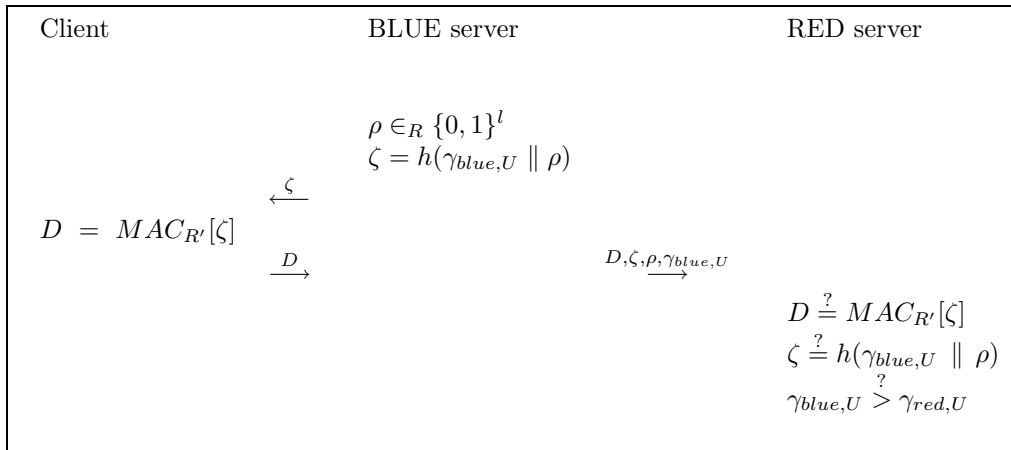 Client BLUE server RED server
ρ ∈_R {0, 1}^l
ζ = h(γ_{blue,U} ∥ ρ)
ζ
←
D = MAC_{R′}[ζ]
D D,ζ,ρ,γ_{blue,U}
→ →
D ≟ MAC_{R′}[ζ]
ζ ≟ h(γ_{blue,U} ∥ ρ)
γ_{blue,U} >^? γ_{red,U}